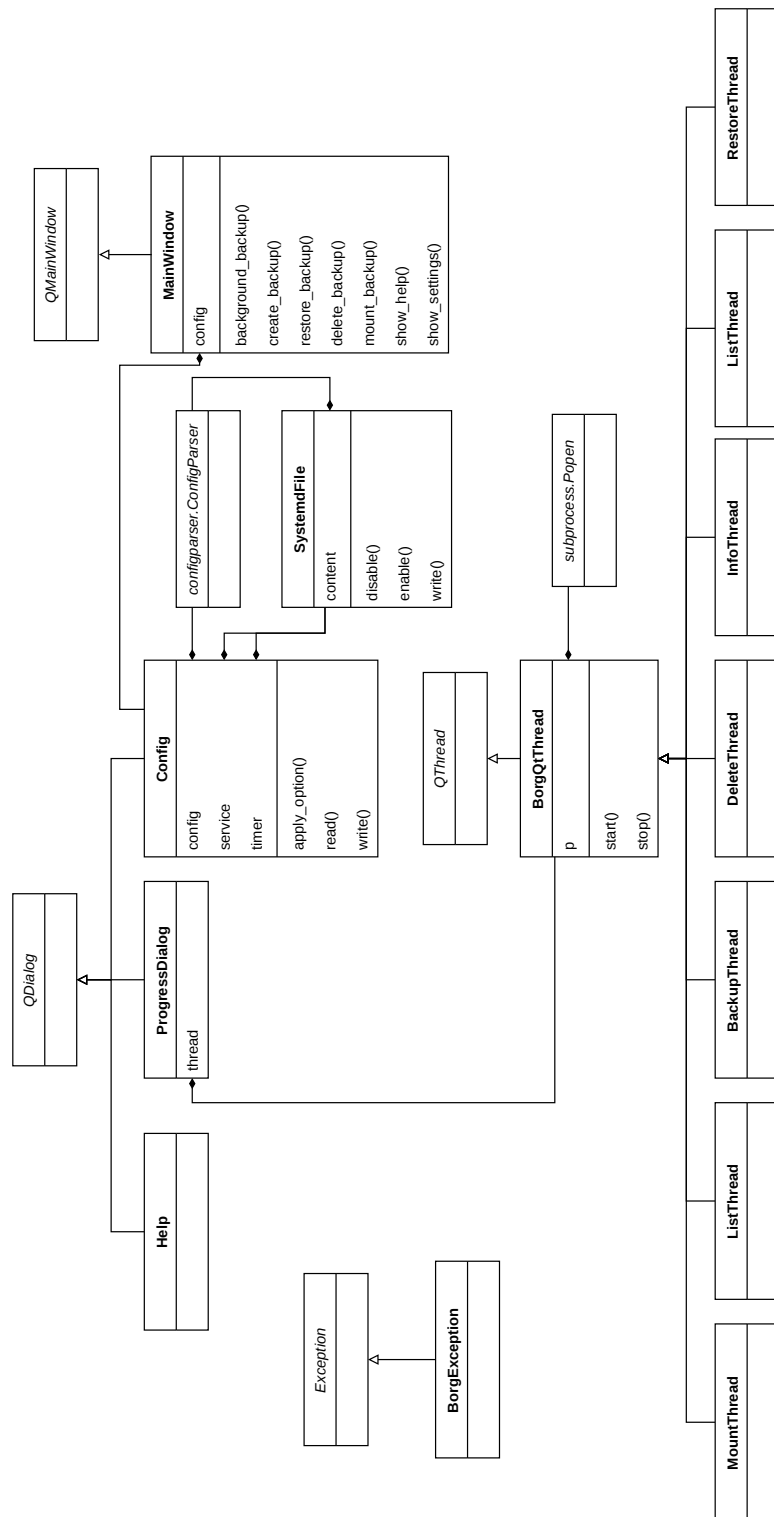 QMainWindow
MainWindow
config
background_backup()
create_backup()
restore_backup()
delete_backup()
mount_backup()
show_help()
show_settings()
configparser.ConfigParser
SystemdFile
content
disable()
enable()
write()
QDialog
Help
ProgressDialog
thread
Config
config
service
timer
apply_option()
read()
write()
Exception
BorgException
QThread
BorgQtThread
p
start()
stop()
subprocess.Popen
MountThread
ListThread
BackupThread
DeleteThread
InfoThread
ListThread
RestoreThread